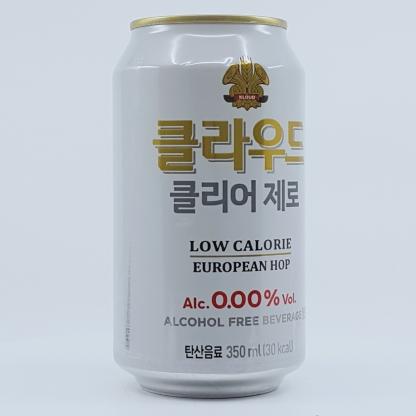 KLOUD
클라우드
클리어 제로
LOW CALORIE
EUROPEAN HOP
Alc. 0.00% Vol.
ALCOHOL FREE BEVERAGE
탄산음료 350 ml (30 kcal)